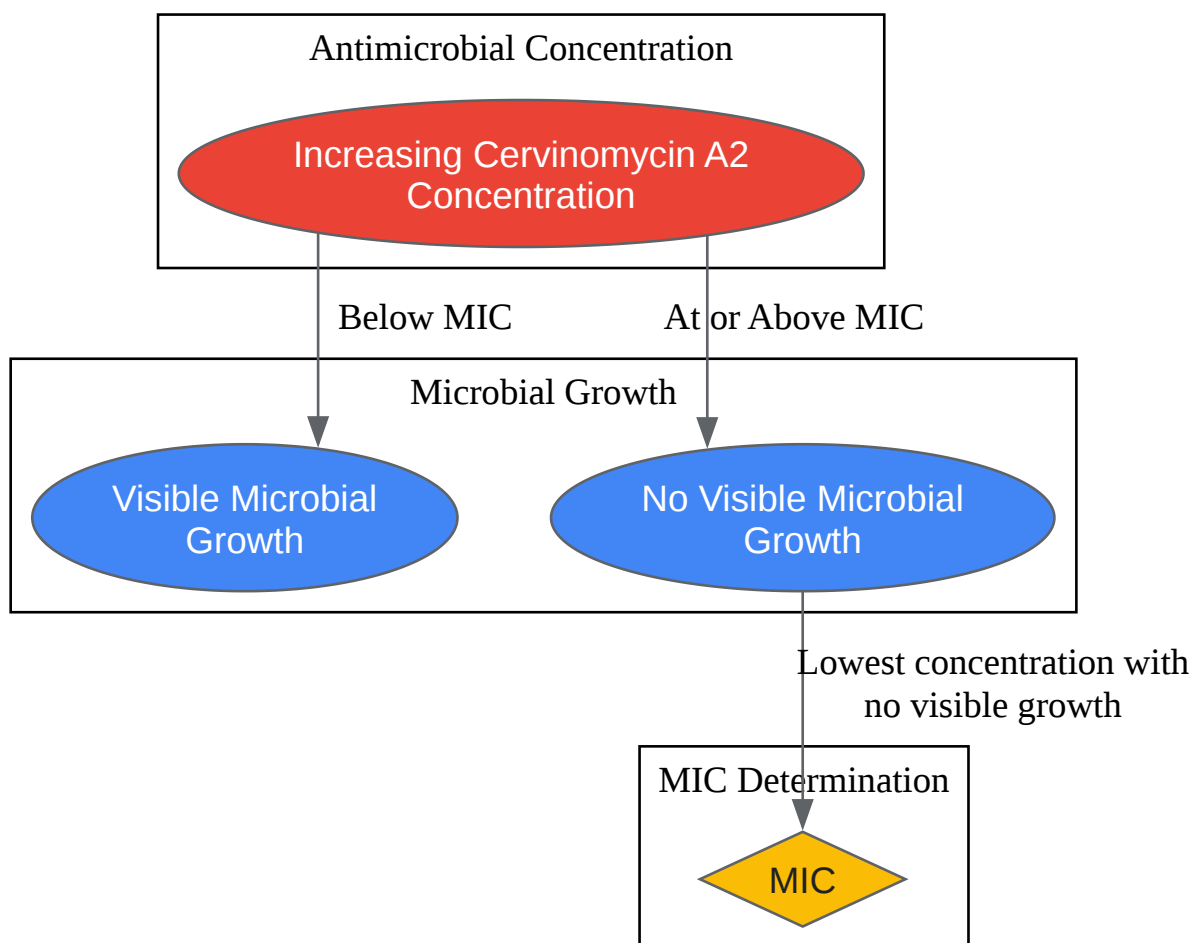 Antimicrobial Concentration
Increasing Cervinomycin A2
Concentration
Below MIC
At or Above MIC
Microbial Growth
Visible Microbial
Growth
No Visible Microbial
Growth
Lowest concentration with
no visible growth
MIC Determination
MIC